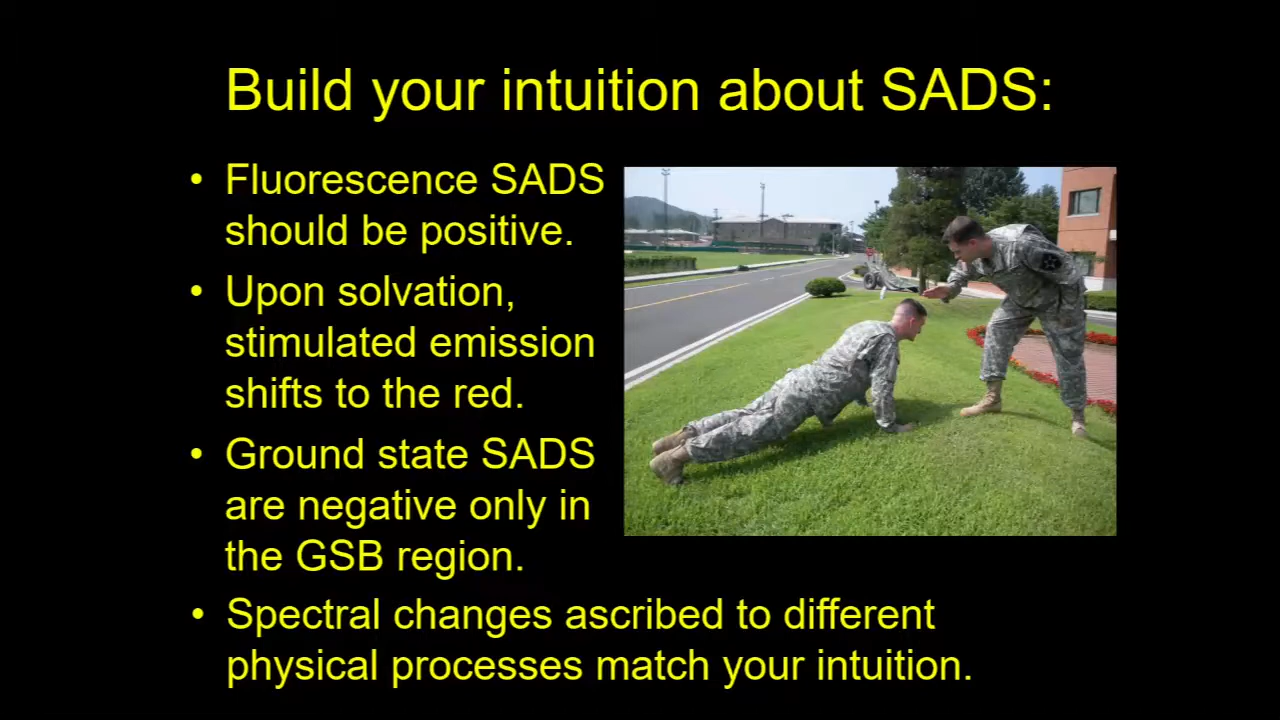 Build your intuition about SADS:
• Fluorescence SADS
should be positive.
• Upon solvation,
stimulated emission
shifts to the red.
• Ground state SADS
are negative only in
the GSB region.
• Spectral changes ascribed to different
physical processes match your intuition.